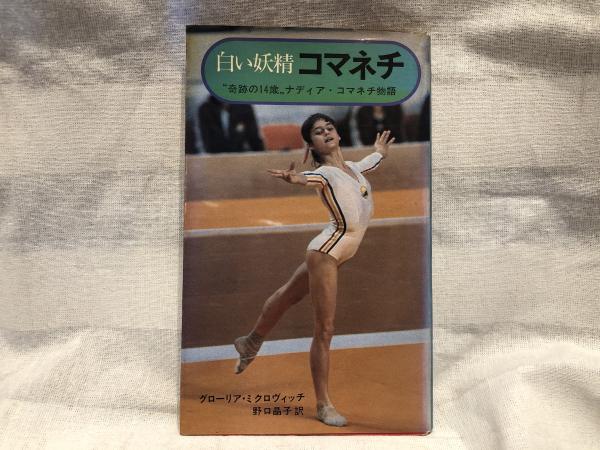 白い妖精 コマネチ
"奇跡の14歳„ナディア・コマネチ物語
グローリア・ミクロヴィッチ
野口晶子訳